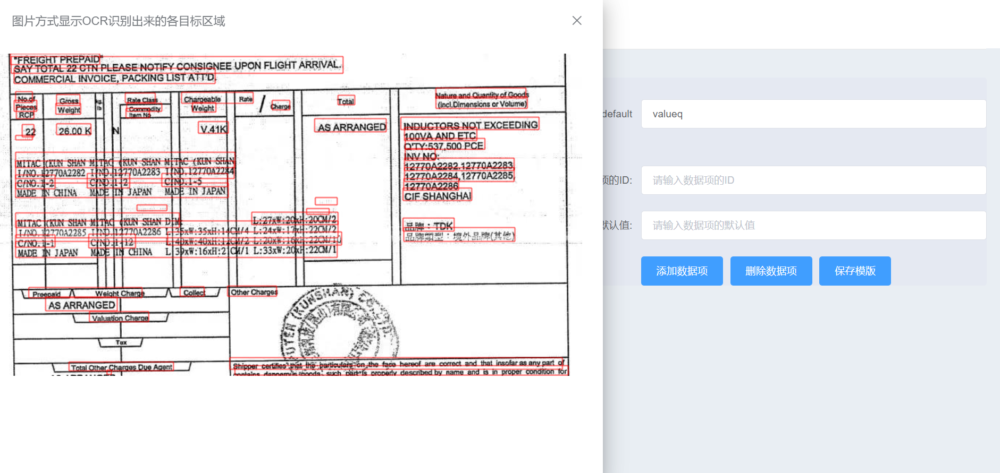 图片方式显示OCR识别出来的各目标区域
"FREIGHT PREPAID"
SAY TOTAL 22 CTN PLEASE NOTIFY CONSIGNEE UPON FLIGHT ARRIVAL.
COMMERCIAL INVOICE, PACKING LIST ATT'D.
No.of Pieces RCP
Gross Weight
kg lb
Rate Class
Commodity Item No
Chargeable Weight
Rate / Charge
Total
Nature and Quantity of Goods
(incl.Dimensions or Volume)
22 26.00 K N V.41K AS ARRANGED
INDUCTORS NOT EXCEEDING
100VA AND ETC
Q'TY:537,500 PCE
INV NO:
12770A2282.12770A2283,
12770A2284,12770A2285,
12770A2286
CIF SHANGHAI
MITAC (KUN SHAN MITAC (KUN SHAN MITAC (KUN SHAN
I/NO.12770A2282 I/NO.12770A2283 I/NO.12770A2284
C/NO.1-2 C/NO.1-2 C/NO.1-5
MADE IN CHINA MADE IN JAPAN MADE IN JAPAN
MITAC (KUN SHAN MITAC (KUN SHAN DIM. L:27xW:20xH:20CM/2
I/NO.12770A2285 I/NO.12770A2286 L:35xW:35xH:14CM/4 L:24xW:17xH:22CM/2
C/NO.1-1 C/NO.1-12 L:40xW:40xH:12CM/2 L:20xW:16xH:22CM/10
MADE IN JAPAN MADE IN CHINA L:39xW:16xH:21CM/1 L:33xW:20xH:22CM/1
品牌：TDK
品牌類型：境外品牌(其他)
Preepaid Weight Charge Collect Other Charges
AS ARRANGED
Valuation Charge
Tax
Total Other Charges Due Agent
AS ARRANGED
(KUNSHAN) CO.,LTD.
Shipper certifies that the particulars on the face hereof are correct and that insofar as any part of
contains dangerous goods, such part is properly described by name and is in proper condition for
default
valueq
项的ID:
请输入数据项的ID
默认值:
请输入数据项的默认值
添加数据项
删除数据项
保存模版